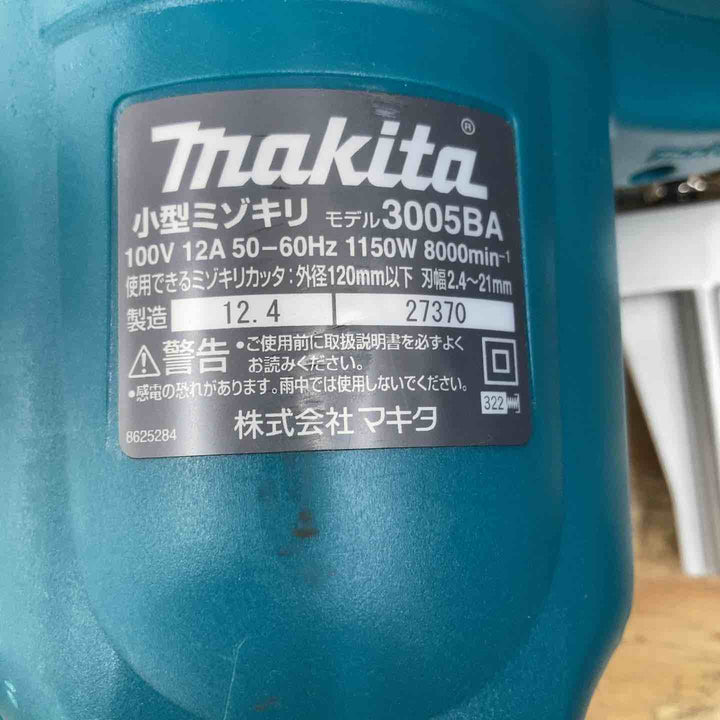 makita®
小型ミゾキリ モデル3005BA
100V 12A 50-60Hz 1150W 8000min-1
使用できるミゾキリカッタ:外径120mm以下 刃幅2.4～21mm
製造 12.4 27370
警告 •ご使用前に取扱説明書を必ずよく
お読みください。
•感電の恐れがあります。雨中では使用しないでください。
322
8625284 株式会社 マキタ